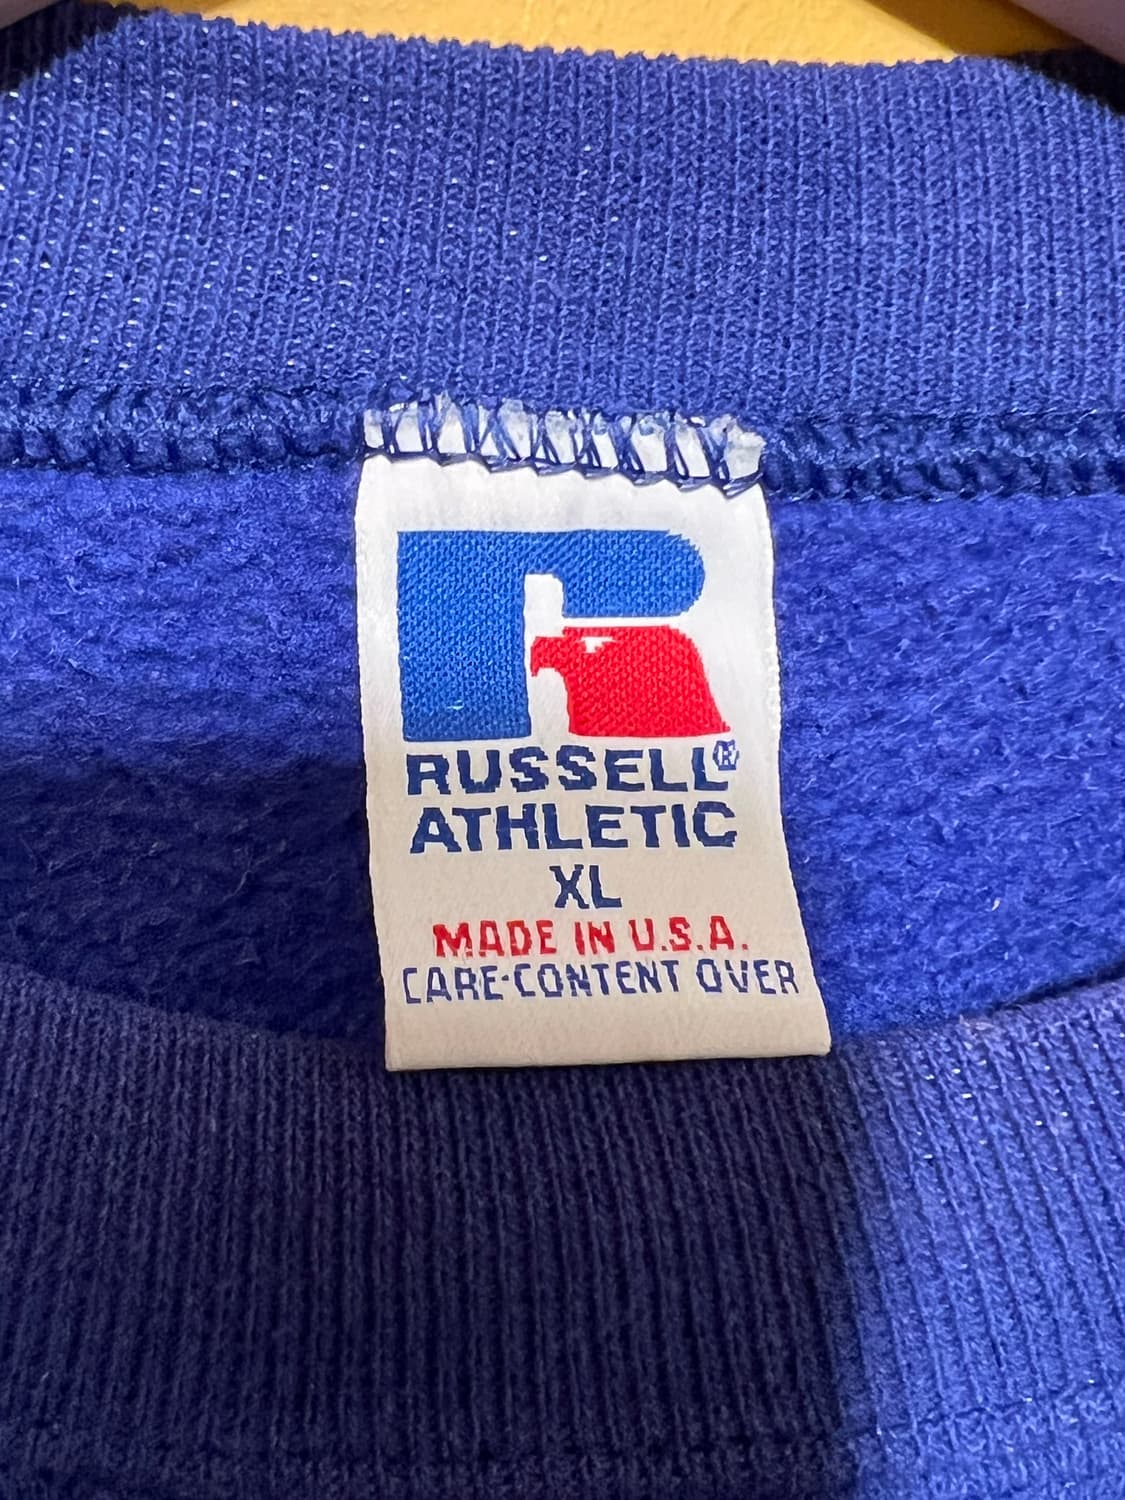 RUSSELL®
ATHLETIC
XL
MADE IN U.S.A.
CARE-CONTENT OVER